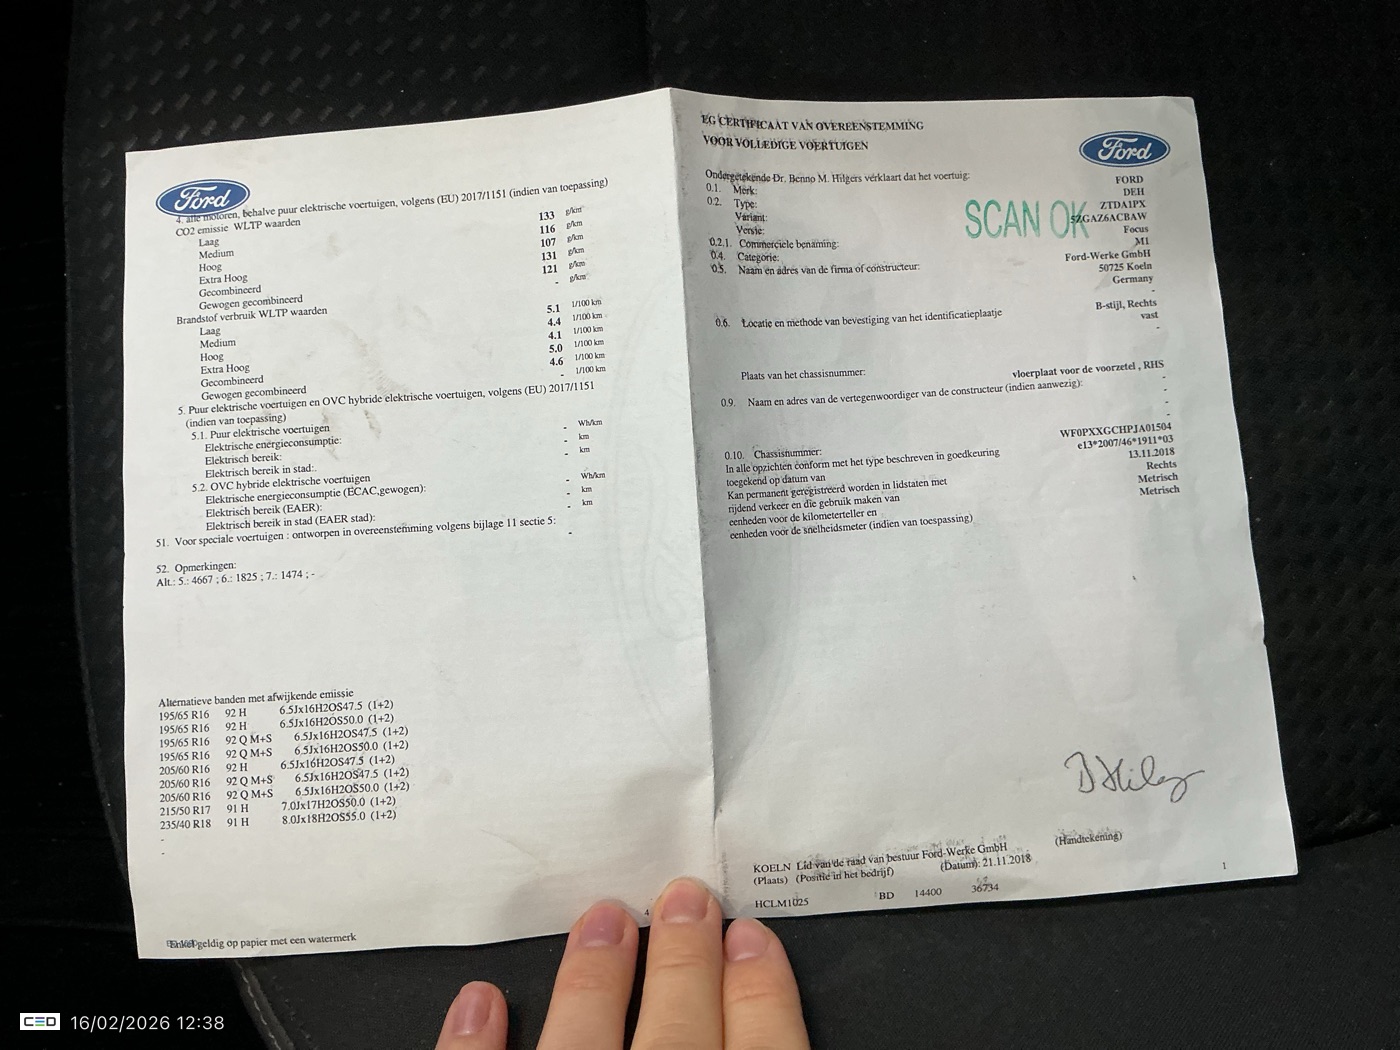 Ford
4. alle motoren, behalve puur elektrische voertuigen, volgens (EU) 2017/1151 (indien van toepassing)
CO2 emissie WLTP waarden
Laag 133 g/km
Medium 116 g/km
Hoog 107 g/km
Extra Hoog 131 g/km
Gecombineerd 121 g/km
Gewogen gecombineerd - g/km
Brandstof verbruik WLTP waarden
Laag 5.1 1/100 km
Medium 4.4 1/100 km
Hoog 4.1 1/100 km
Extra Hoog 5.0 1/100 km
Gecombineerd 4.6 1/100 km
Gewogen gecombineerd - 1/100 km
5. Puur elektrische voertuigen en OVC hybride elektrische voertuigen, volgens (EU) 2017/1151
(indien van toepassing)
5.1. Puur elektrische voertuigen
Elektrische energieconsumptie: - Wh/km
Elektrisch bereik: - km
Elektrisch bereik in stad:. - km
5.2. OVC hybride elektrische voertuigen
Elektrische energieconsumptie (ECAC,gewogen): - Wh/km
Elektrisch bereik (EAER): - km
Elektrisch bereik in stad (EAER stad): - km
51. Voor speciale voertuigen : ontworpen in overeenstemming volgens bijlage 11 sectie 5: -
52. Opmerkingen:
Alt.: 5.: 4667 ; 6.: 1825 ; 7.: 1474 ; -
Alternatieve banden met afwijkende emissie
195/65 R16 92 H 6.5Jx16H2OS47.5 (1+2)
195/65 R16 92 H 6.5Jx16H2OS50.0 (1+2)
195/65 R16 92 Q M+S 6.5Jx16H2OS47.5 (1+2)
195/65 R16 92 Q M+S 6.5Jx16H2OS50.0 (1+2)
205/60 R16 92 H 6.5Jx16H2OS47.5 (1+2)
205/60 R16 92 Q M+S 6.5Jx16H2OS47.5 (1+2)
205/60 R16 92 Q M+S 6.5Jx16H2OS50.0 (1+2)
215/50 R17 91 H 7.0Jx17H2OS50.0 (1+2)
235/40 R18 91 H 8.0Jx18H2OS55.0 (1+2)
-
-
4
geldig op papier met een watermerk
EG CERTIFICAAT VAN OVEREENSTEMMING
VOOR VOLLEDIGE VOERTUIGEN
Ford
Ondergetekende Dr. Benno M. Hilgers verklaart dat het voertuig:
0.1. Merk: FORD
0.2. Type: DEH
Variant: ZTDA1PX
Versie: 5ZGAZ6ACBAW
SCAN OK
0.2.1. Commerciele benaming: Focus
0.4. Categorie: M1
0.5. Naam en adres van de firma of constructeur: Ford-Werke GmbH
50725 Koeln
Germany
-
0.6. Locatie en methode van bevestiging van het identificatieplaatje B-stijl, Rechts
vast
-
Plaats van het chassisnummer: vloerplaat voor de voorzetel , RHS
0.9. Naam en adres van de vertegenwoordiger van de constructeur (indien aanwezig): -
-
-
-
0.10. Chassisnummer: WF0PXXGCHPJA01504
In alle opzichten conform met het type beschreven in goedkeuring e13*2007/46*1911*03
toegekend op datum van 13.11.2018
Kan permanent geregistreerd worden in lidstaten met Rechts
rijdend verkeer en die gebruik maken van
eenheden voor de kilometerteller en Metrisch
eenheden voor de snelheidsmeter (indien van toespassing) Metrisch
KOELN Lid van de raad van bestuur Ford-Werke GmbH (Handtekening)
(Plaats) (Positie in het bedrijf) (Datum): 21.11.2018
HCLM1025 BD 14400 36734
1
CED 16/02/2026 12:38